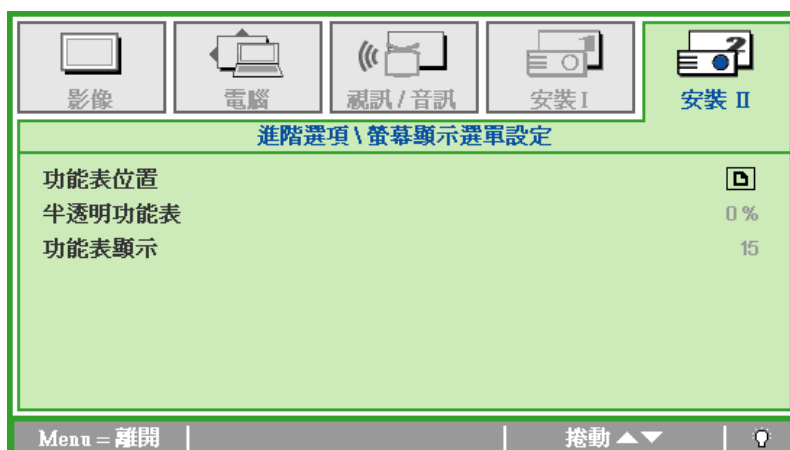 影像
電腦
視訊 / 音訊
安裝 I
安裝 II
進階選項 \ 螢幕顯示選單設定
功能表位置
半透明功能表 0 %
功能表顯示 15
Menu = 離開 捲動 ▲▼